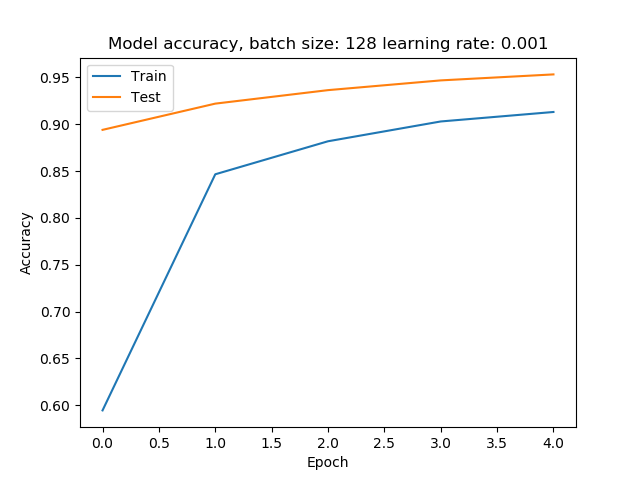 Model accuracy, batch size: 128 learning rate: 0.001
Train
Test
0.95
0.90
0.85
0.80
0.75
0.70
0.65
0.60
Accuracy
0.0 0.5 1.0 1.5 2.0 2.5 3.0 3.5 4.0
Epoch